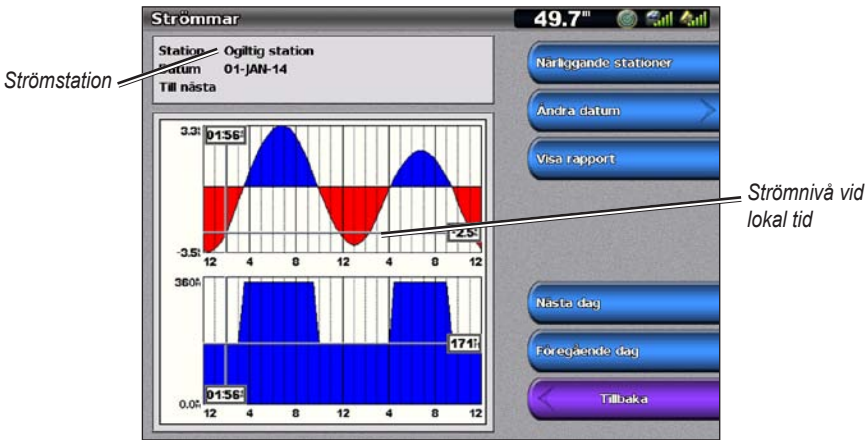 Strömmar
49.7
Strömstation
Station Ogiltig station
Datum 01-JAN-14
Till nästa
Närliggande stationer
Ändra datum
Visa rapport
Strömnivå vid
lokal tid
3.3
01:56
-2.5
-3.5
12 4 8 12 4 8 12
360
171
01:56
0.0
12 4 8 12 4 8 12
Nästa dag
Föregående dag
Tillbaka